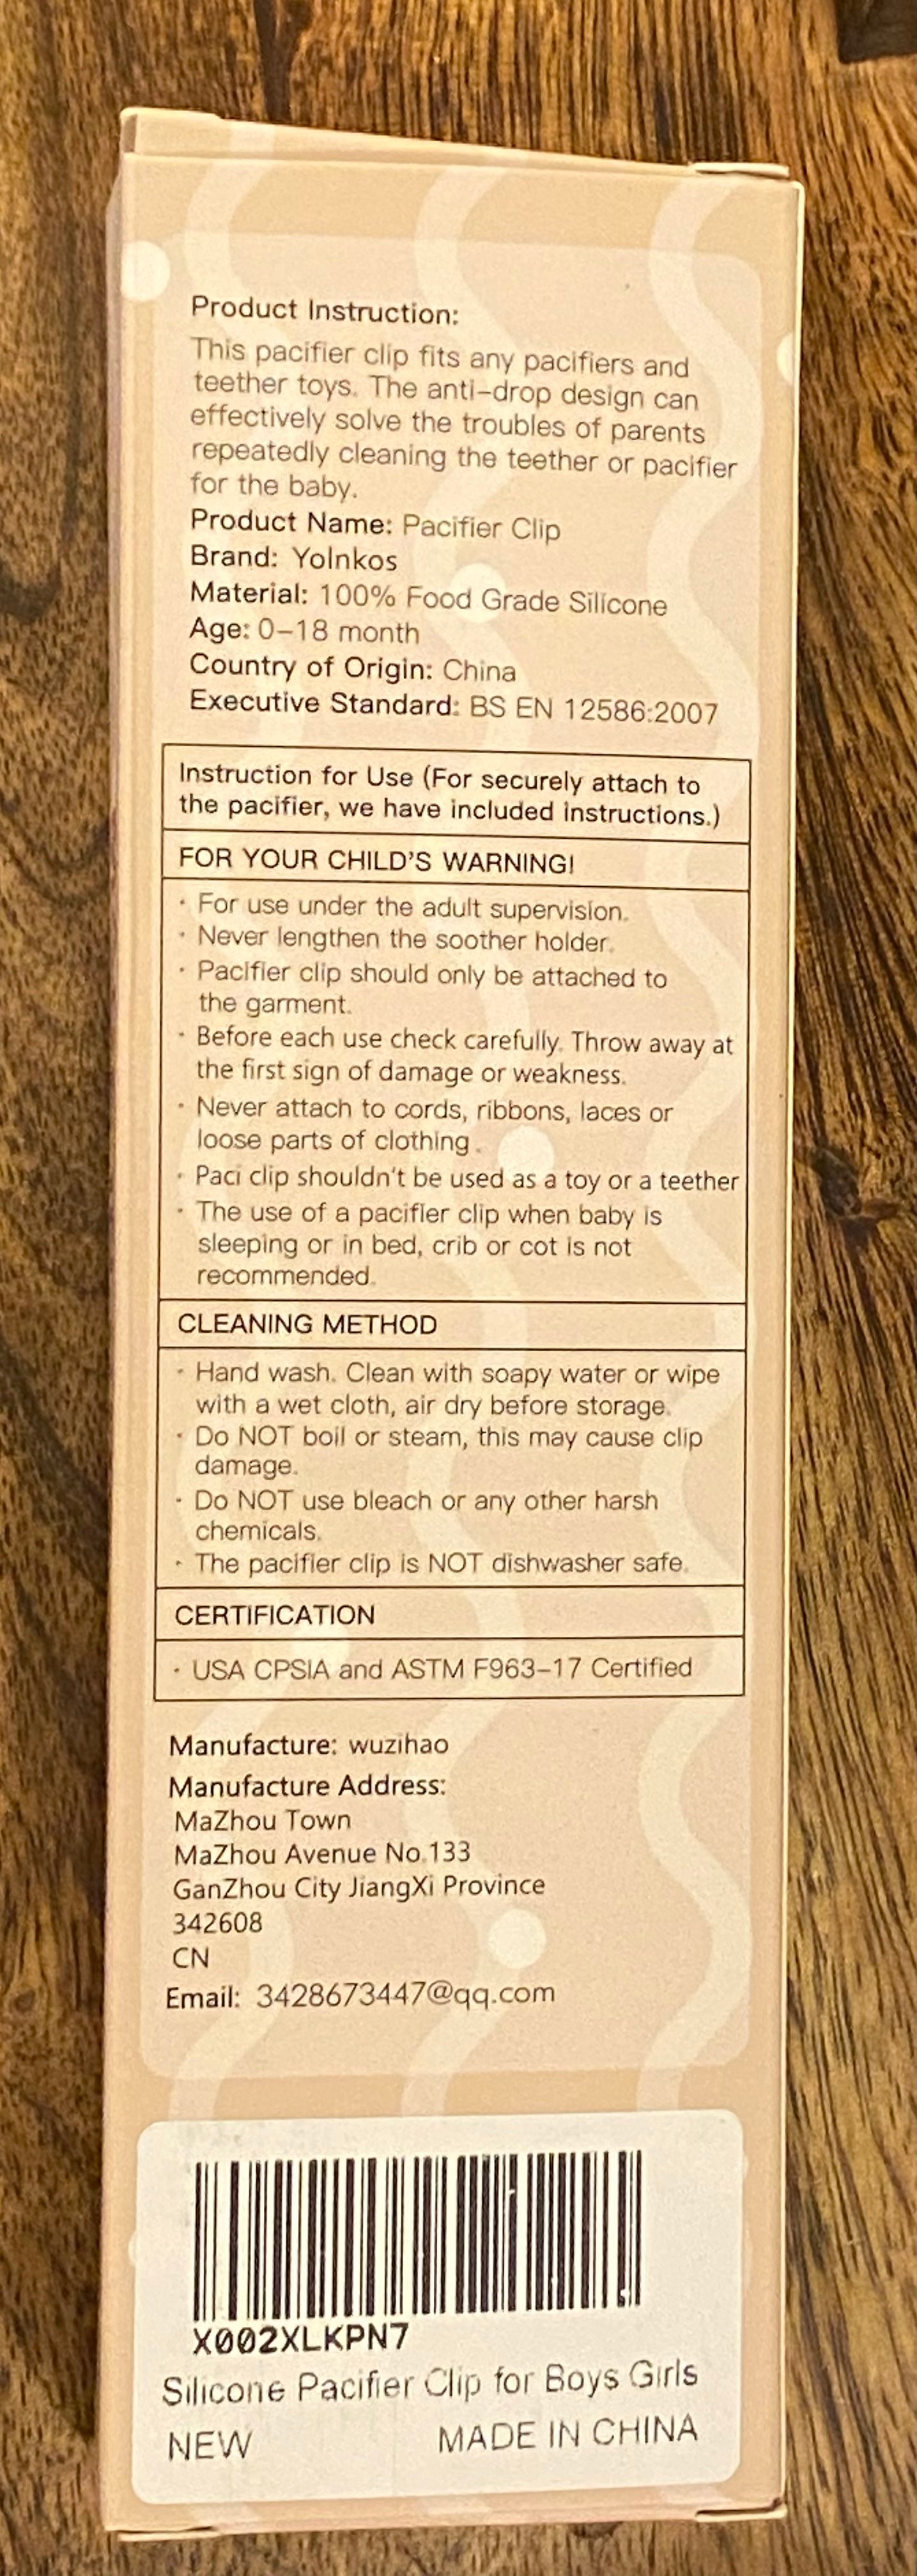 Product Instruction:
This pacifier clip fits any pacifiers and
teether toys. The anti-drop design can
effectively solve the troubles of parents
repeatedly cleaning the teether or pacifier
for the baby.
Product Name: Pacifier Clip
Brand: Yolnkos
Material: 100% Food Grade Silicone
Age: 0-18 month
Country of Origin: China
Executive Standard: BS EN 12586:2007
Instruction for Use (For securely attach to
the pacifier, we have included instructions.)
FOR YOUR CHILD'S WARNING!
· For use under the adult supervision.
· Never lengthen the soother holder.
· Pacifier clip should only be attached to
the garment.
· Before each use check carefully. Throw away at
the first sign of damage or weakness.
· Never attach to cords, ribbons, laces or
loose parts of clothing.
· Paci clip shouldn't be used as a toy or a teether
· The use of a pacifier clip when baby is
sleeping or in bed, crib or cot is not
recommended.
CLEANING METHOD
· Hand wash. Clean with soapy water or wipe
with a wet cloth, air dry before storage.
· Do NOT boil or steam, this may cause clip
damage.
· Do NOT use bleach or any other harsh
chemicals.
· The pacifier clip is NOT dishwasher safe.
CERTIFICATION
· USA CPSIA and ASTM F963-17 Certified
Manufacture: wuzihao
Manufacture Address:
MaZhou Town
MaZhou Avenue No.133
GanZhou City JiangXi Province
342608
CN
Email: 3428673447@qq.com
X002XLKPN7
Silicone Pacifier Clip for Boys Girls
NEW MADE IN CHINA